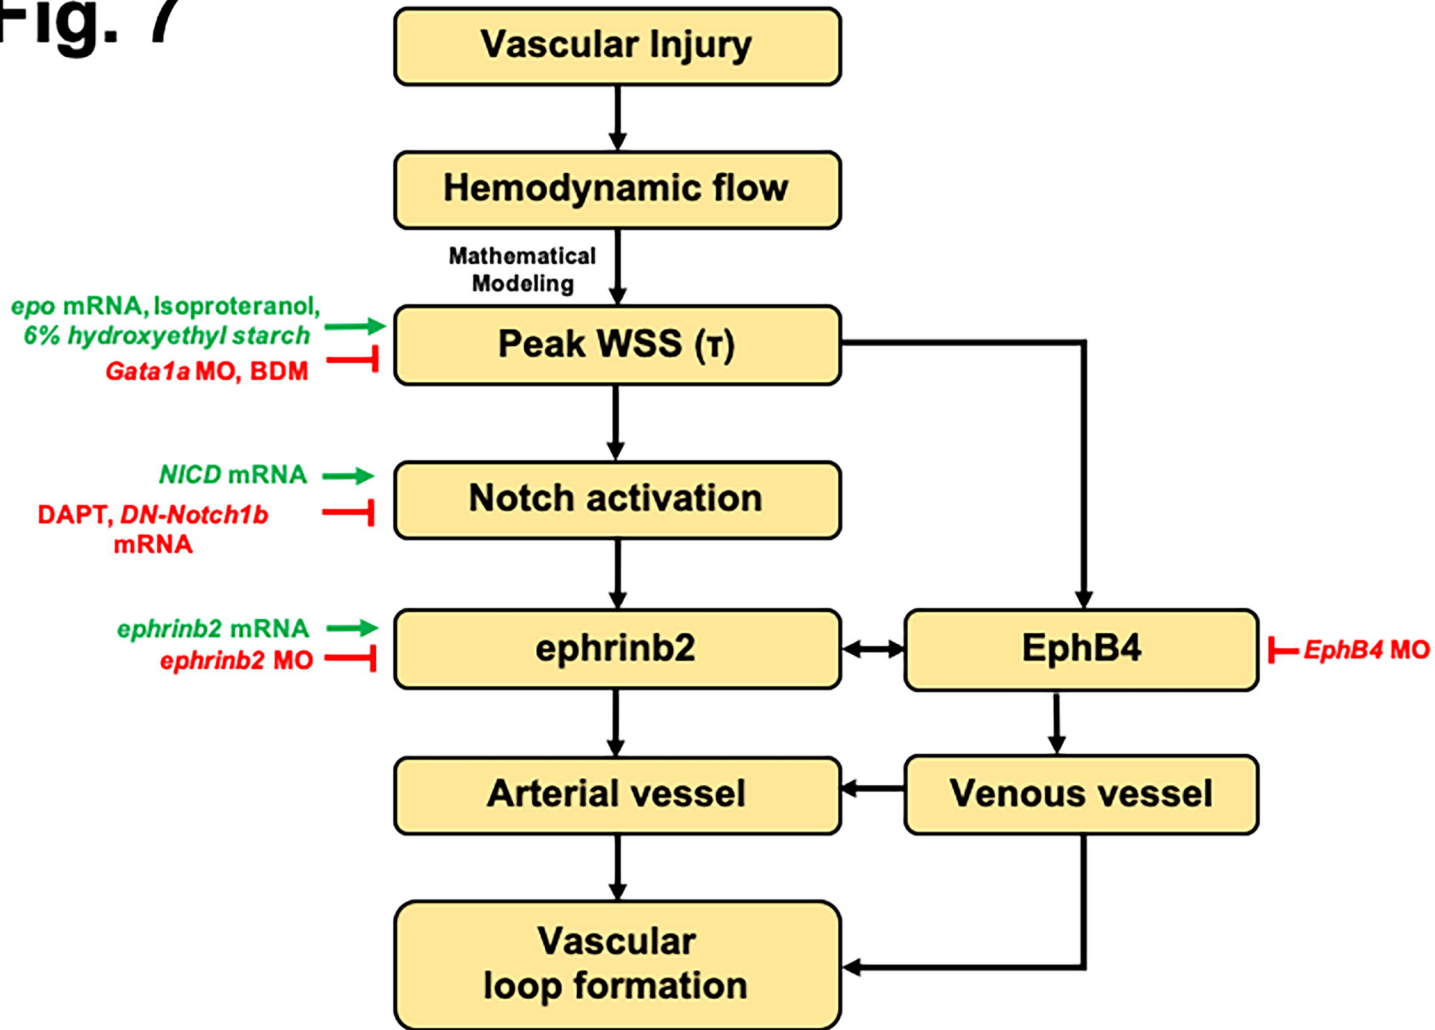 Fig. 7
Vascular Injury
Hemodynamic flow
Mathematical
Modeling
epo mRNA, Isoproteranol,
6% hydroxyethyl starch
Gata1a MO, BDM
Peak WSS (τ)
NICD mRNA
DAPT, DN-Notch1b
mRNA
Notch activation
ephrinb2 mRNA
ephrinb2 MO
ephrinb2
EphB4
EphB4 MO
Arterial vessel
Venous vessel
Vascular
loop formation